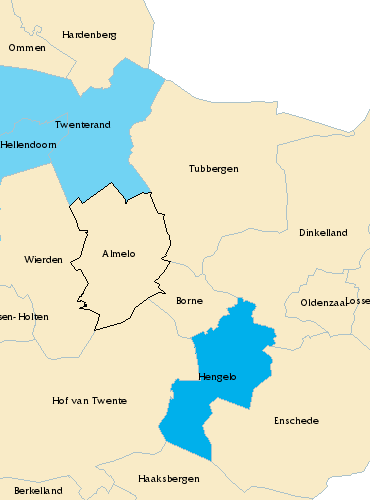 Hardenberg
Ommen
Twenterand
Hellendoorn
Tubbergen
Dinkelland
Almelo
Wierden
Borne
Oldenzaal
Losse
sen-Holten
Hengelo
Hof van Twente
Enschede
Haaksbergen
Berkelland